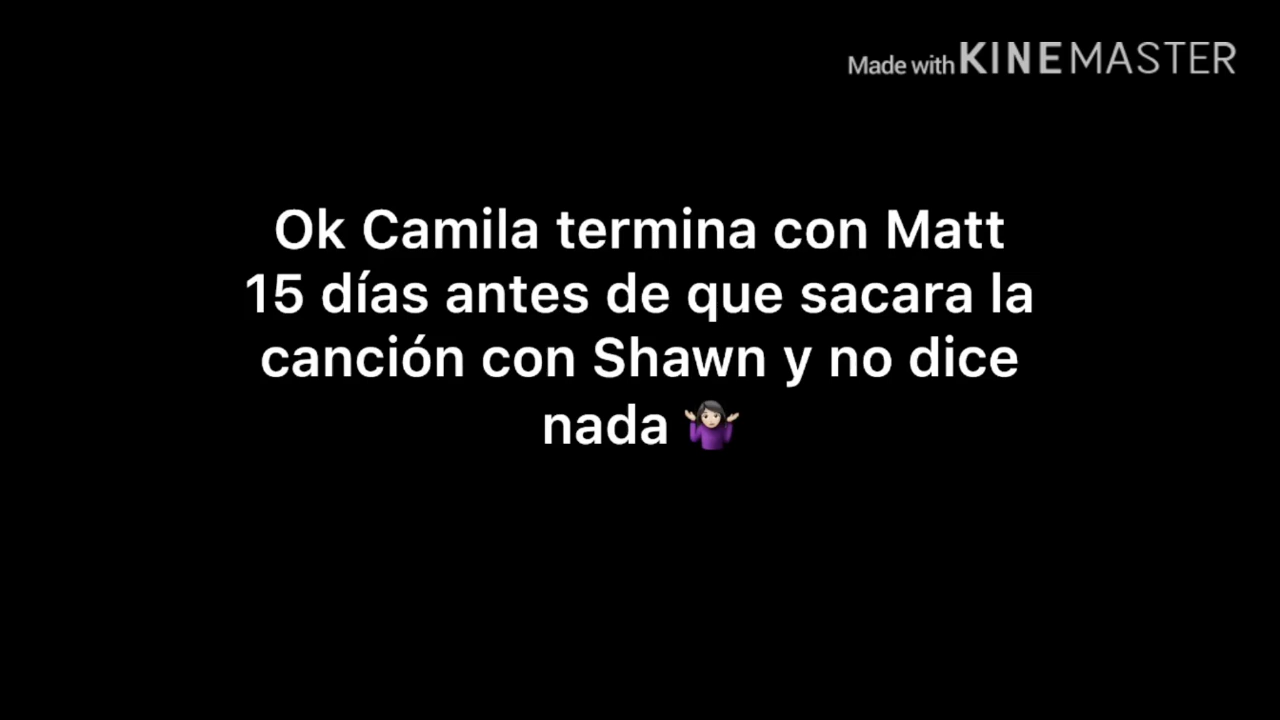 Made with KINEMASTER
Ok Camila termina con Matt
15 días antes de que sacara la
canción con Shawn y no dice
nada 🤷🏻‍♀️